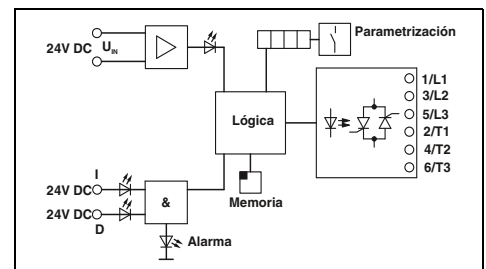 24V DC U_IN
Parametrización
1/L1
3/L2
5/L3
2/T1
4/T2
6/T3
Lógica
I
24V DC
24V DC
D
&
Memoria
Alarma